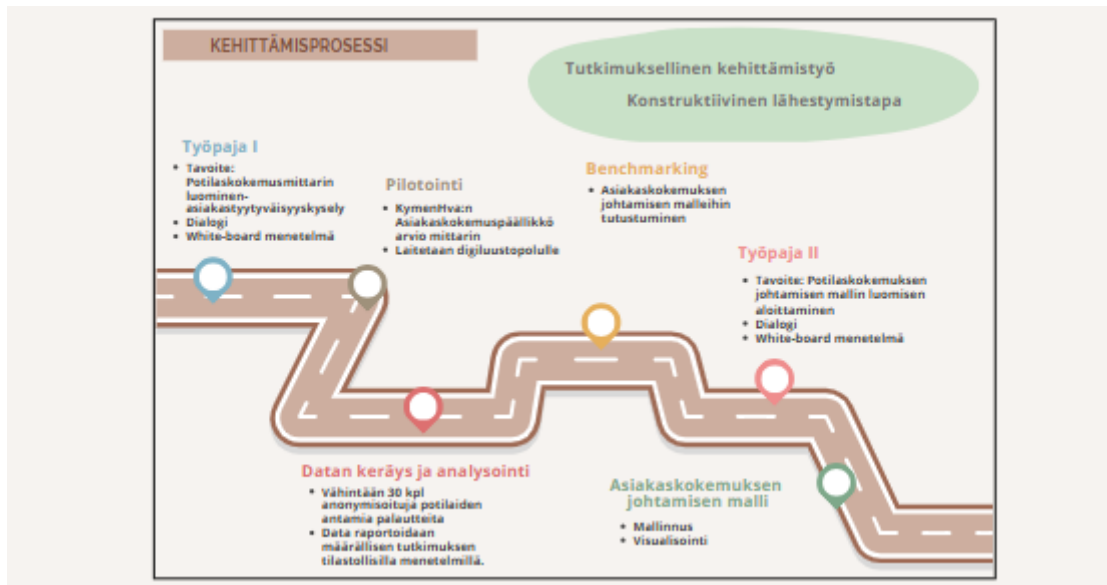 KEHITTÄMISPROSESSI
Tutkimuksellinen kehittämistyö
Konstruktiivinen lähestymistapa
Työpaja I
• Tavoite:
Potilaskokemusmittarin
luominen-
asiakastyytyväisyyskysely
• Dialogi
• White-board menetelmä
Pilotointi
• KymenHva:n
Asiakaskokemuspäällikkö
arvio mittarin
• Laitetaan digiluustopolulle
Benchmarking
• Asiakaskokemuksen
johtamisen malleihin
tutustuminen
Työpaja II
• Tavoite: Potilaskokemuksen
johtamisen mallin luomisen
aloittaminen
• Dialogi
• White-board menetelmä
Datan keräys ja analysointi
• Vähintään 30 kpl
anonymisoituja potilaiden
antamia palautteita
• Data raportoidaan
määrällisen tutkimuksen
tilastollisilla menetelmillä.
Asiakaskokemuksen
johtamisen malli
• Mallinnus
• Visualisointi